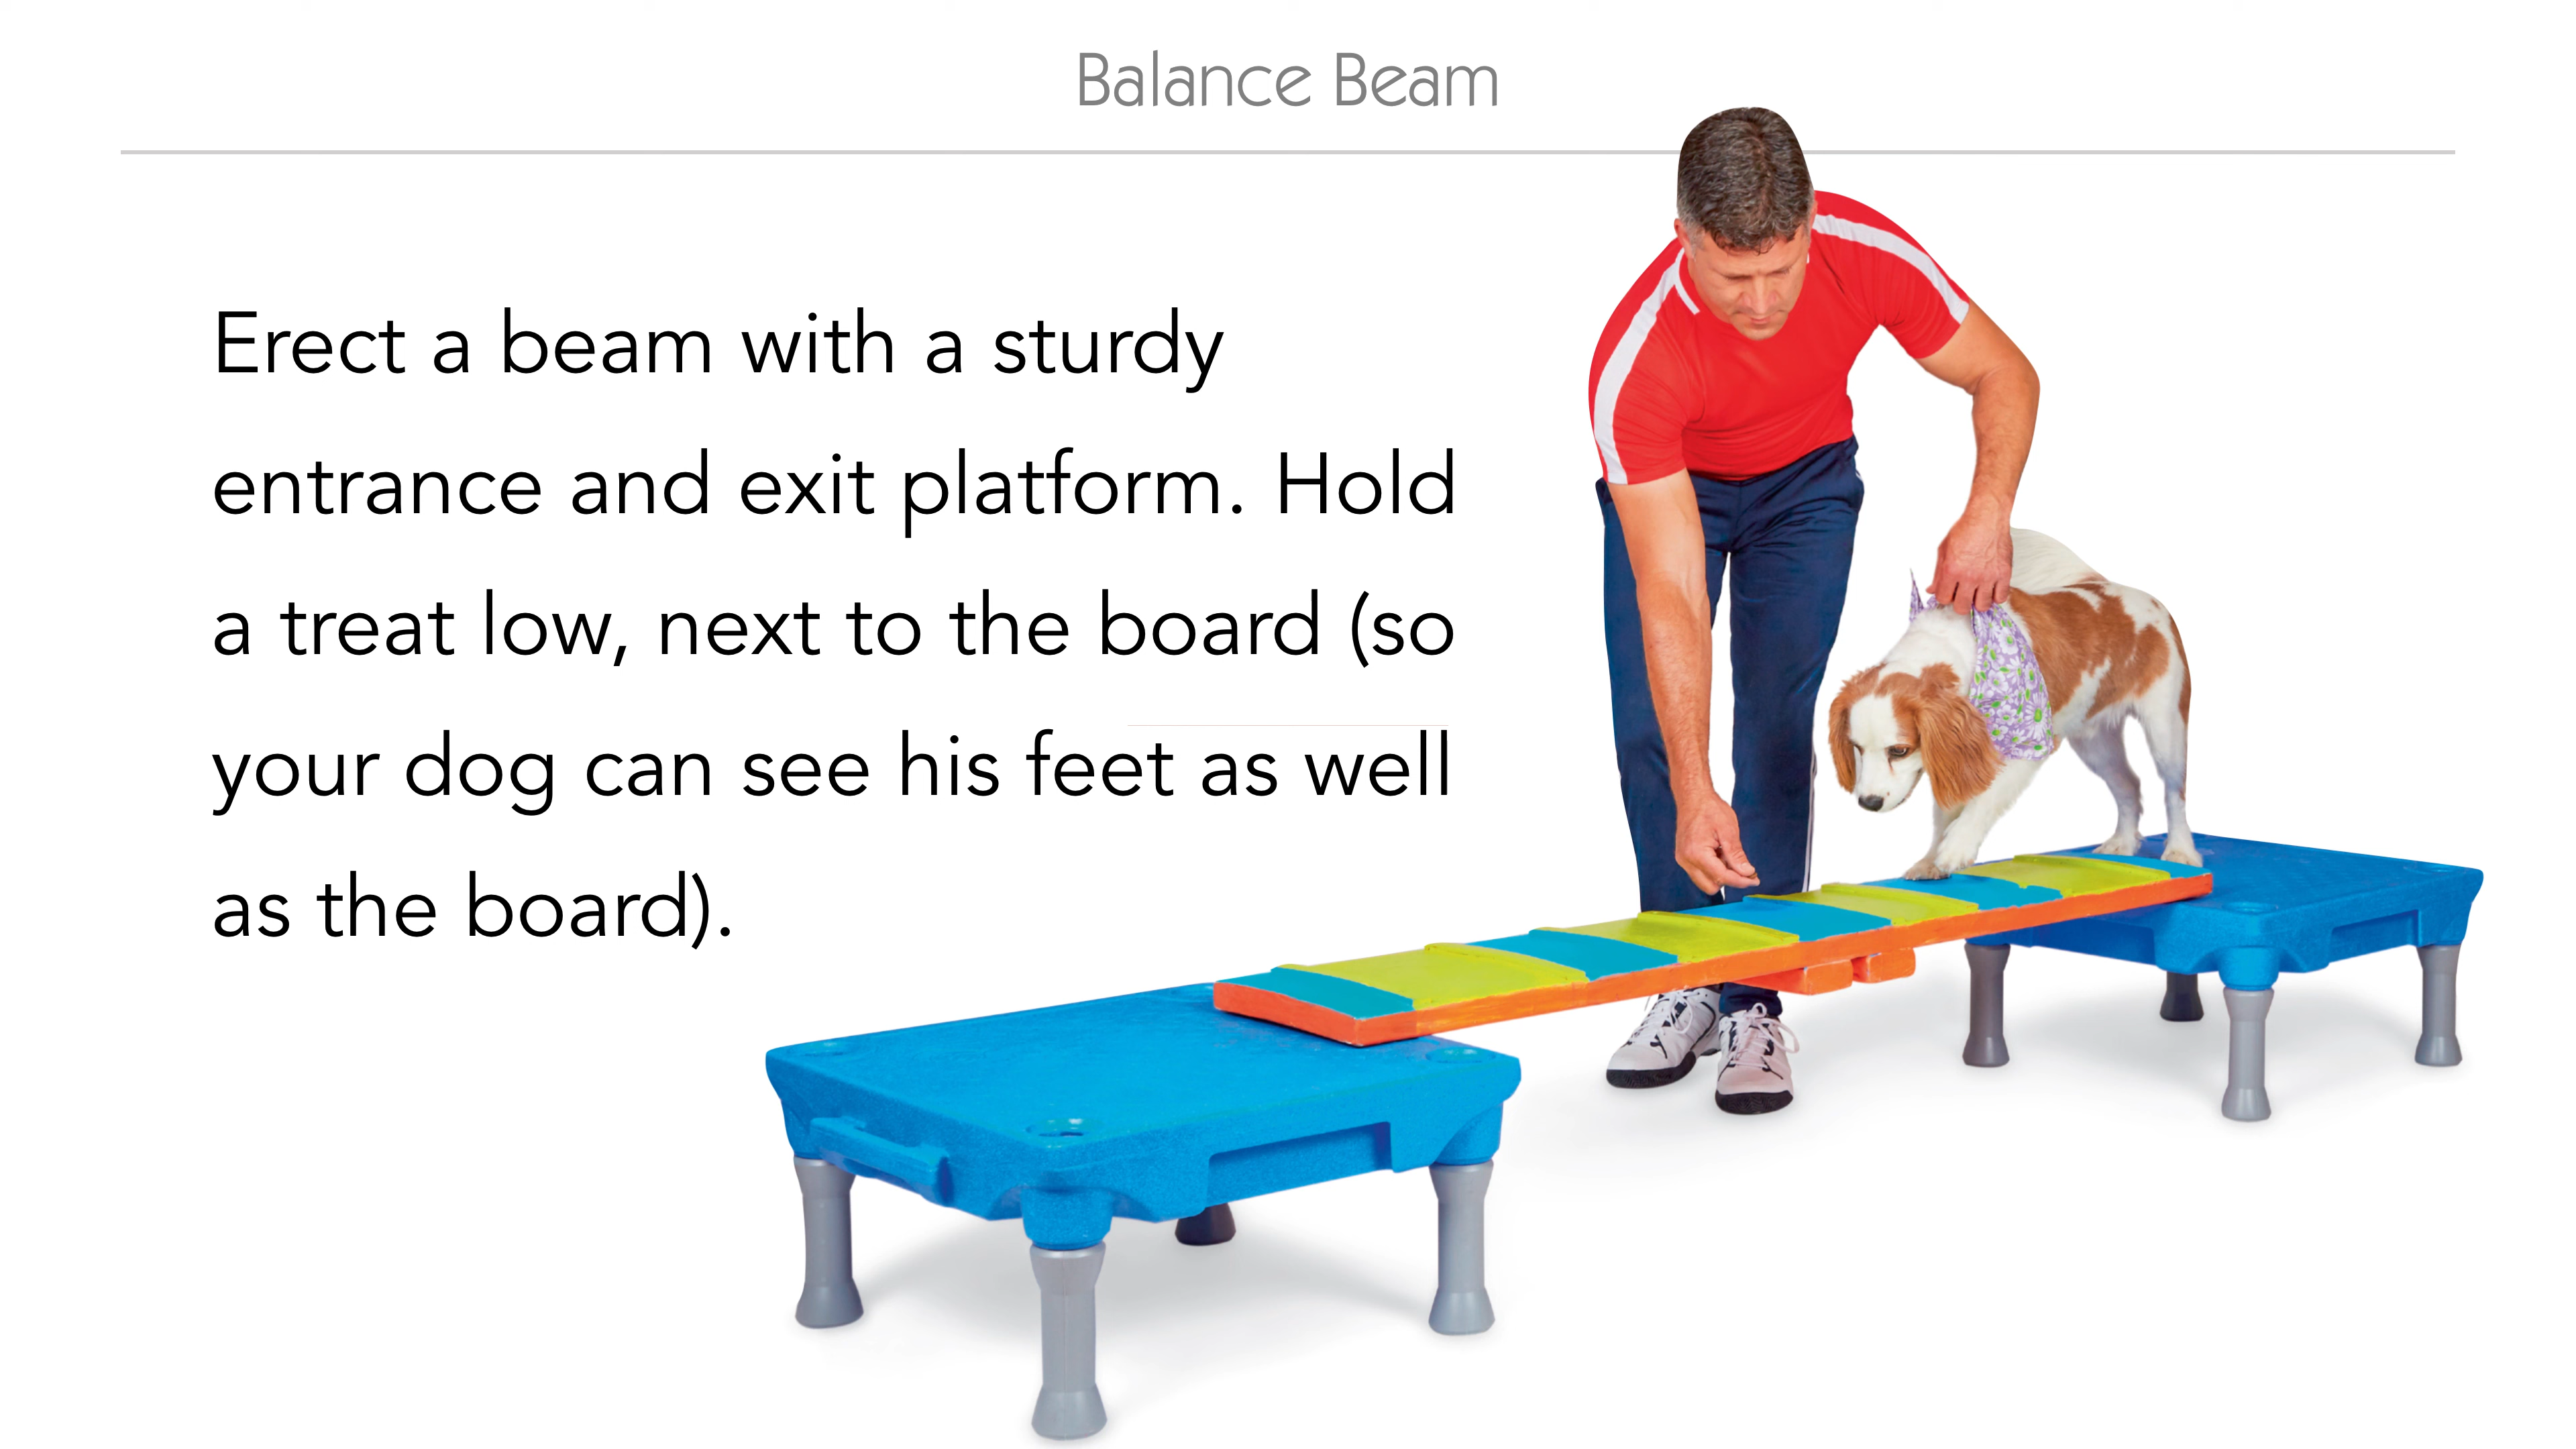 Balance Beam
Erect a beam with a sturdy
entrance and exit platform. Hold
a treat low, next to the board (so
your dog can see his feet as well
as the board).